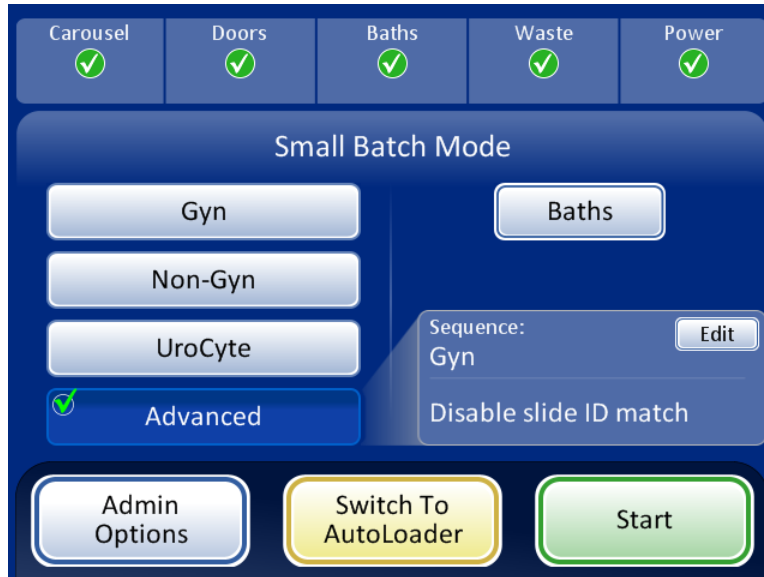 Carousel
Doors
Baths
Waste
Power
Small Batch Mode
Gyn
Baths
Non-Gyn
UroCyte
Sequence:
Edit
Gyn
Advanced
Disable slide ID match
Admin
Options
Switch To
AutoLoader
Start